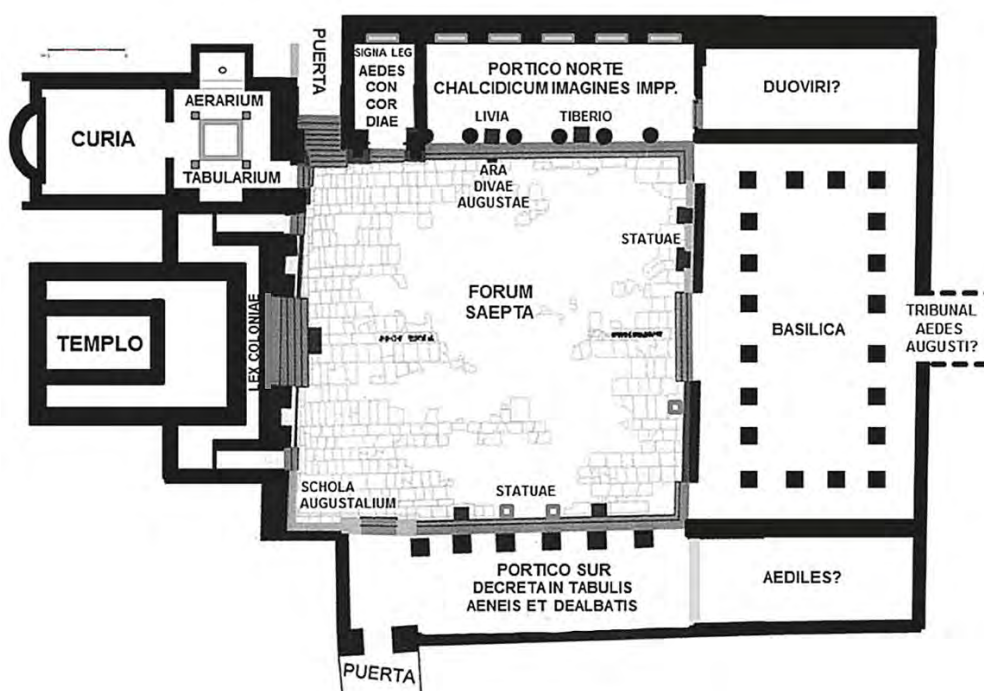 PUERTA
SIGNA LEG
AEDES
CON
COR
DIAE
PORTICO NORTE
CHALCIDICUM IMAGINES IMPP.
LIVIA
TIBERIO
DUOVIRI?
CURIA
AERARIUM
TABULARIUM
ARA
DIVAE
AUGUSTAE
STATUAE
FORUM
SAEPTA
TEMPLO
LEX COLONIAE
BASILICA
TRIBUNAL
AEDES
AUGUSTI?
SCHOLA
AUGUSTALIUM
STATUAE
PORTICO SUR
DECRETA IN TABULIS
AENEIS ET DEALBATIS
AEDILES?
PUERTA